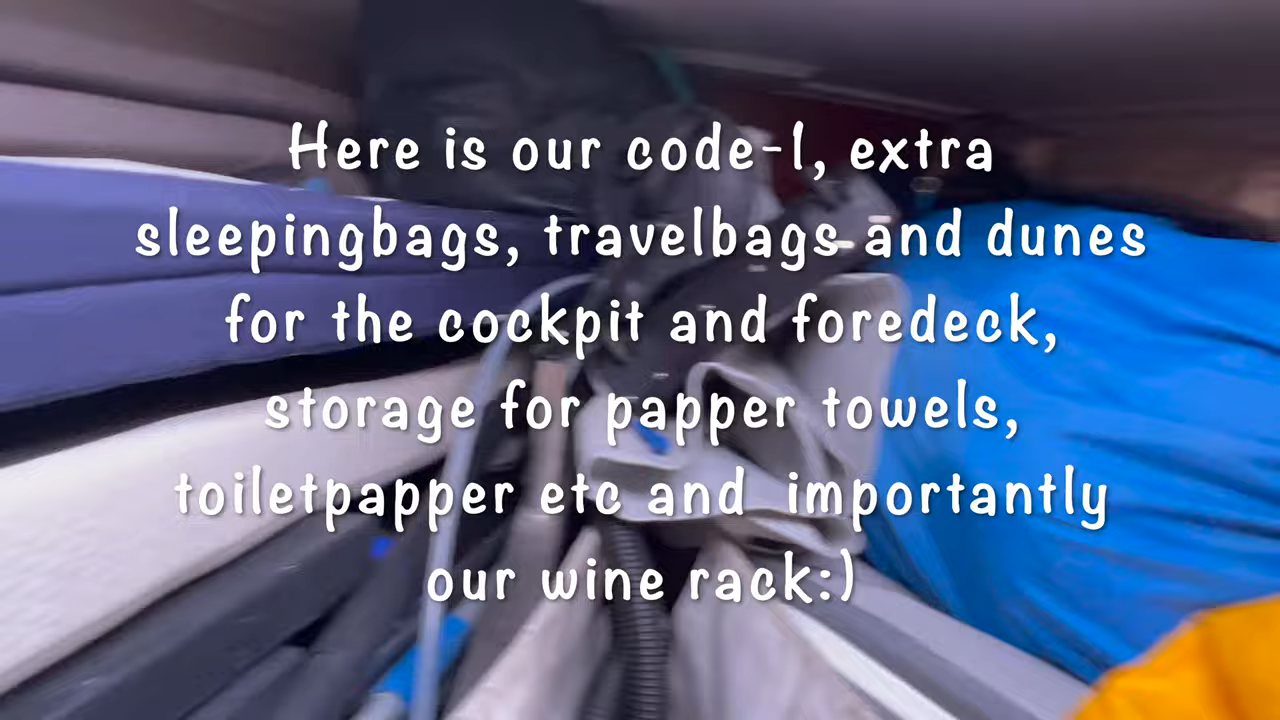 Here is our code-1, extra
sleepingbags, travelbags and dunes
for the cockpit and foredeck,
storage for papper towels,
toiletpapper etc and  importantly
our wine rack:)